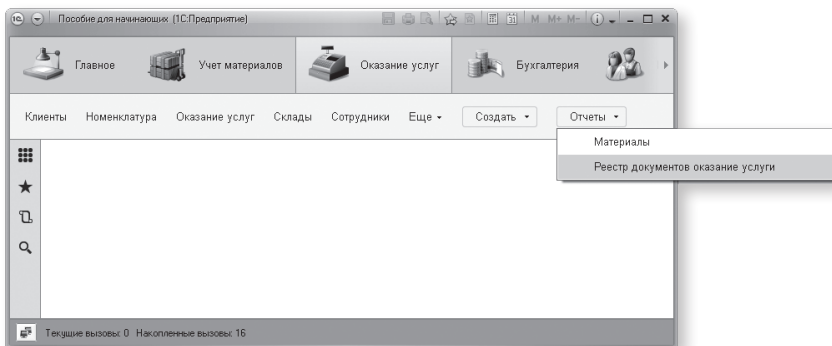 Пособие для начинающих (1С:Предприятие)
M M+ M-
Главное Учет материалов Оказание услуг Бухгалтерия
Клиенты Номенклатура Оказание услуг Склады Сотрудники Еще Создать Отчеты
Материалы
Реестр документов оказание услуги
Текущие вызовы: 0 Накопленные вызовы: 16